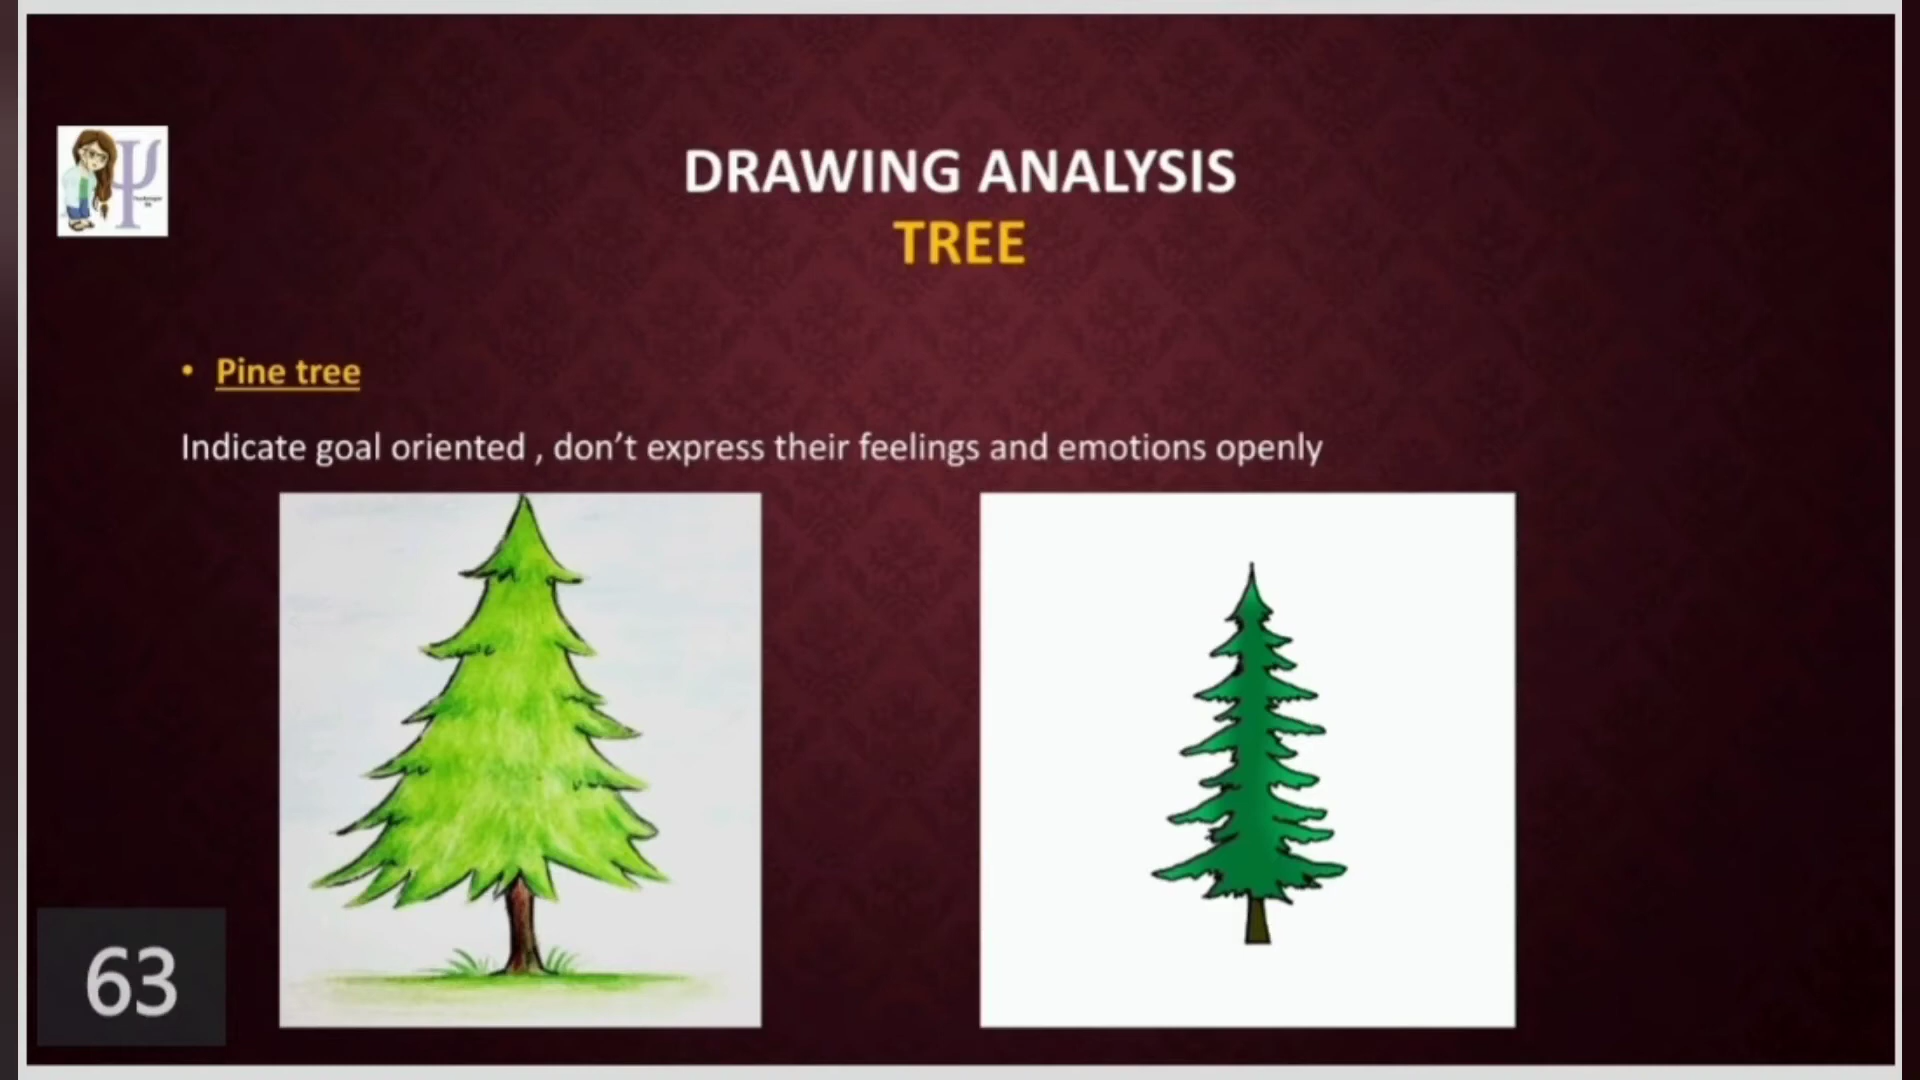 DRAWING ANALYSIS
TREE
• Pine tree
Indicate goal oriented , don’t express their feelings and emotions openly
63